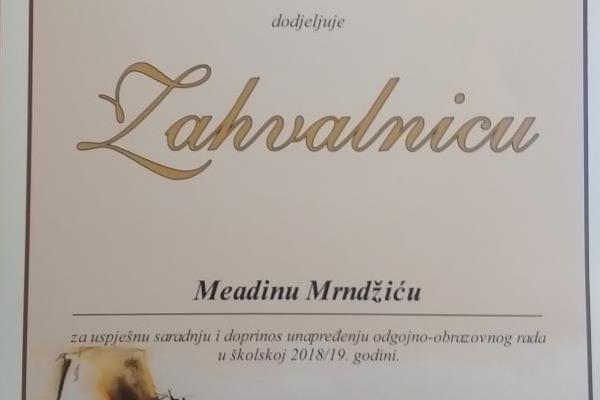 dodjeljuje
Zahvalnicu
Meadinu Mrndžiću
za uspješnu saradnju i doprinos unapređenju odgojno-obrazovnog rada
u školskoj 2018/19. godini.